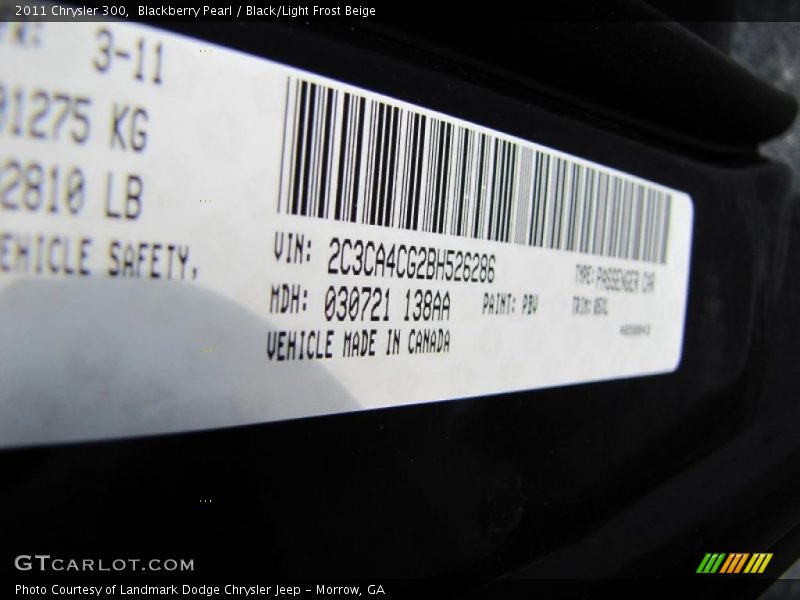 2011 Chrysler 300, Blackberry Pearl / Black/Light Frost Beige
3-11
1275 KG
2810 LB
VEHICLE SAFETY.
VIN: 2C3CA4CG2BH526286
TYPE: PASSENGER CAR
MDH: 030721 138AA
PAINT: PBV
TRIM:
VEHICLE MADE IN CANADA
GTCARLOT.COM
Photo Courtesy of Landmark Dodge Chrysler Jeep - Morrow, GA